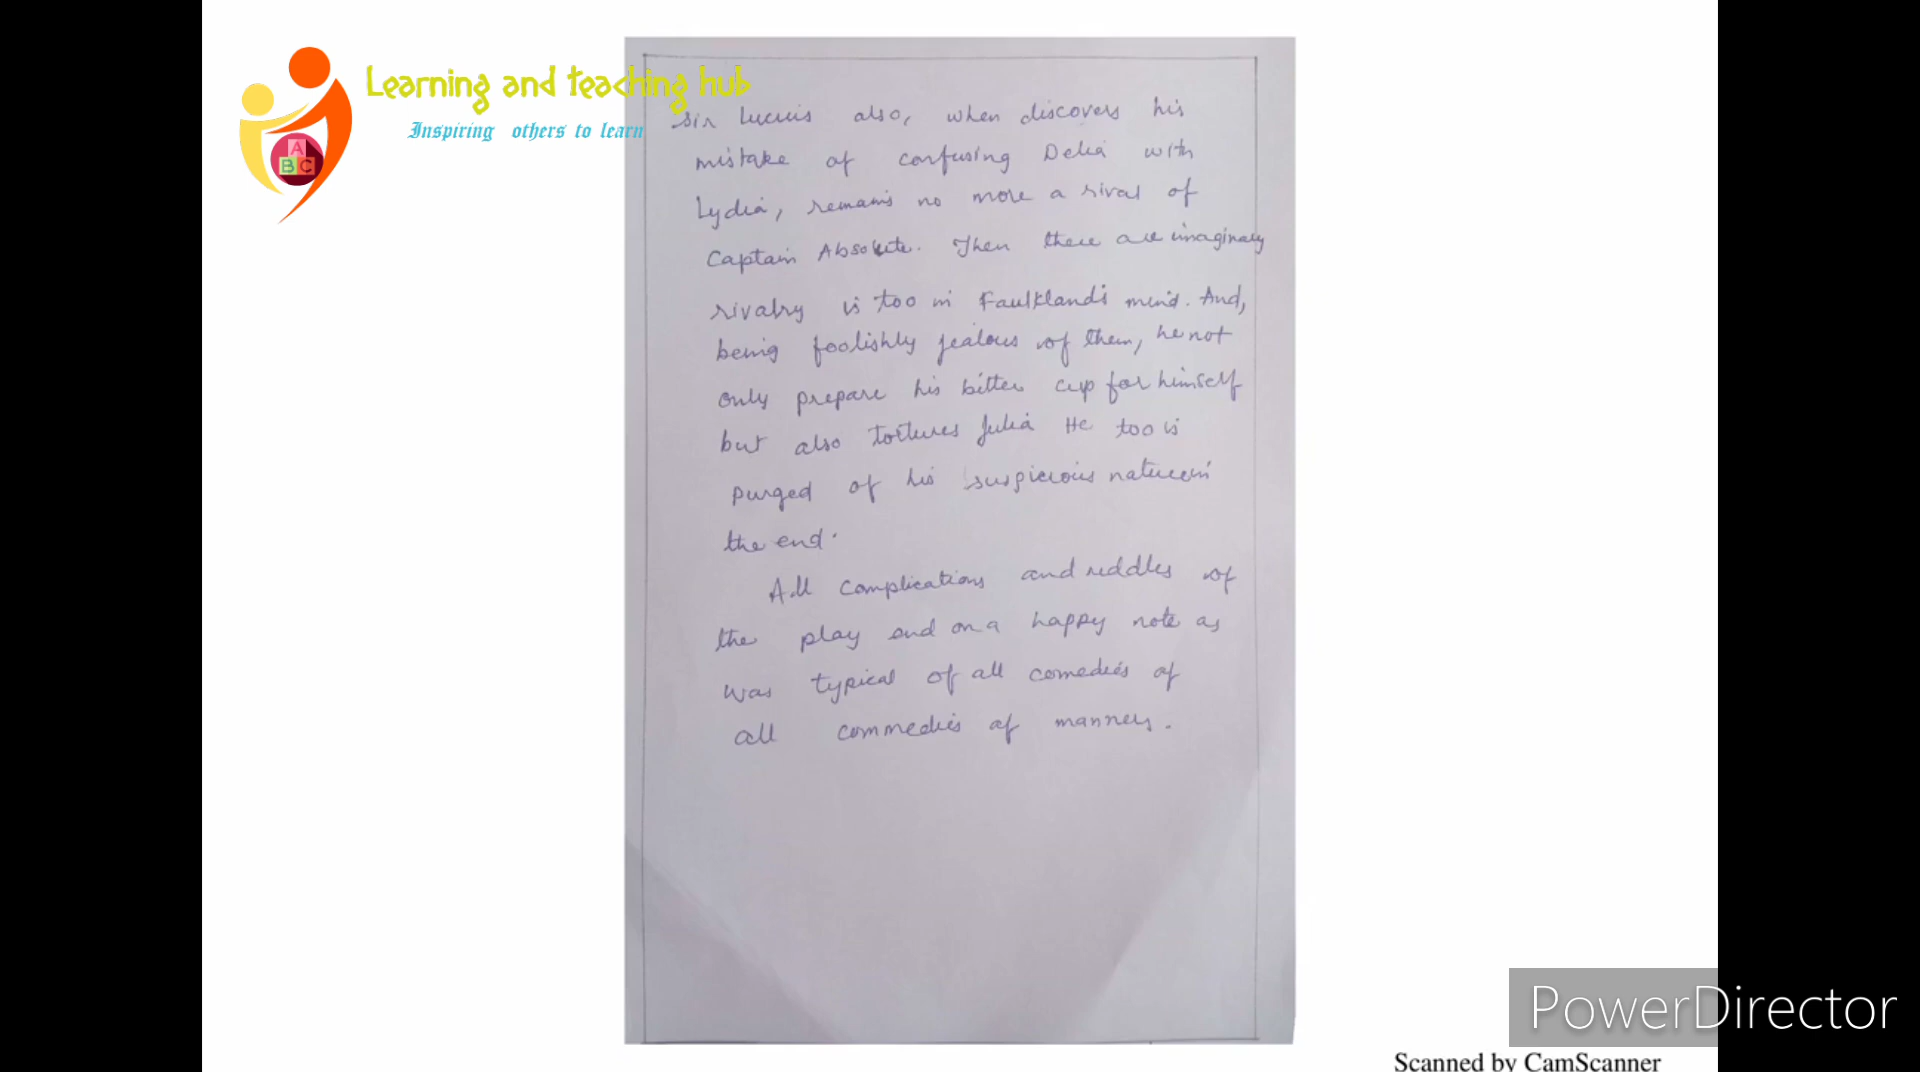 Learning and teaching hub
Inspiring others to learn
A
B C
Sir Lucius also, when discovers his
mistake of confusing Delia with
Lydia, remains no more a rival of
Captain Absolute. Then there are imaginary
rivalry is too in Faulkland's mind. And,
being foolishly jealous of them, he not
only prepare his bitter cup for himself
but also tortures Julia He too is
purged of his suspicious nature in
the end.
All complications and riddles of
the play end on a happy note as
was typical of all comedies of
all commedies of manners.
PowerDirector
Scanned by CamScanner